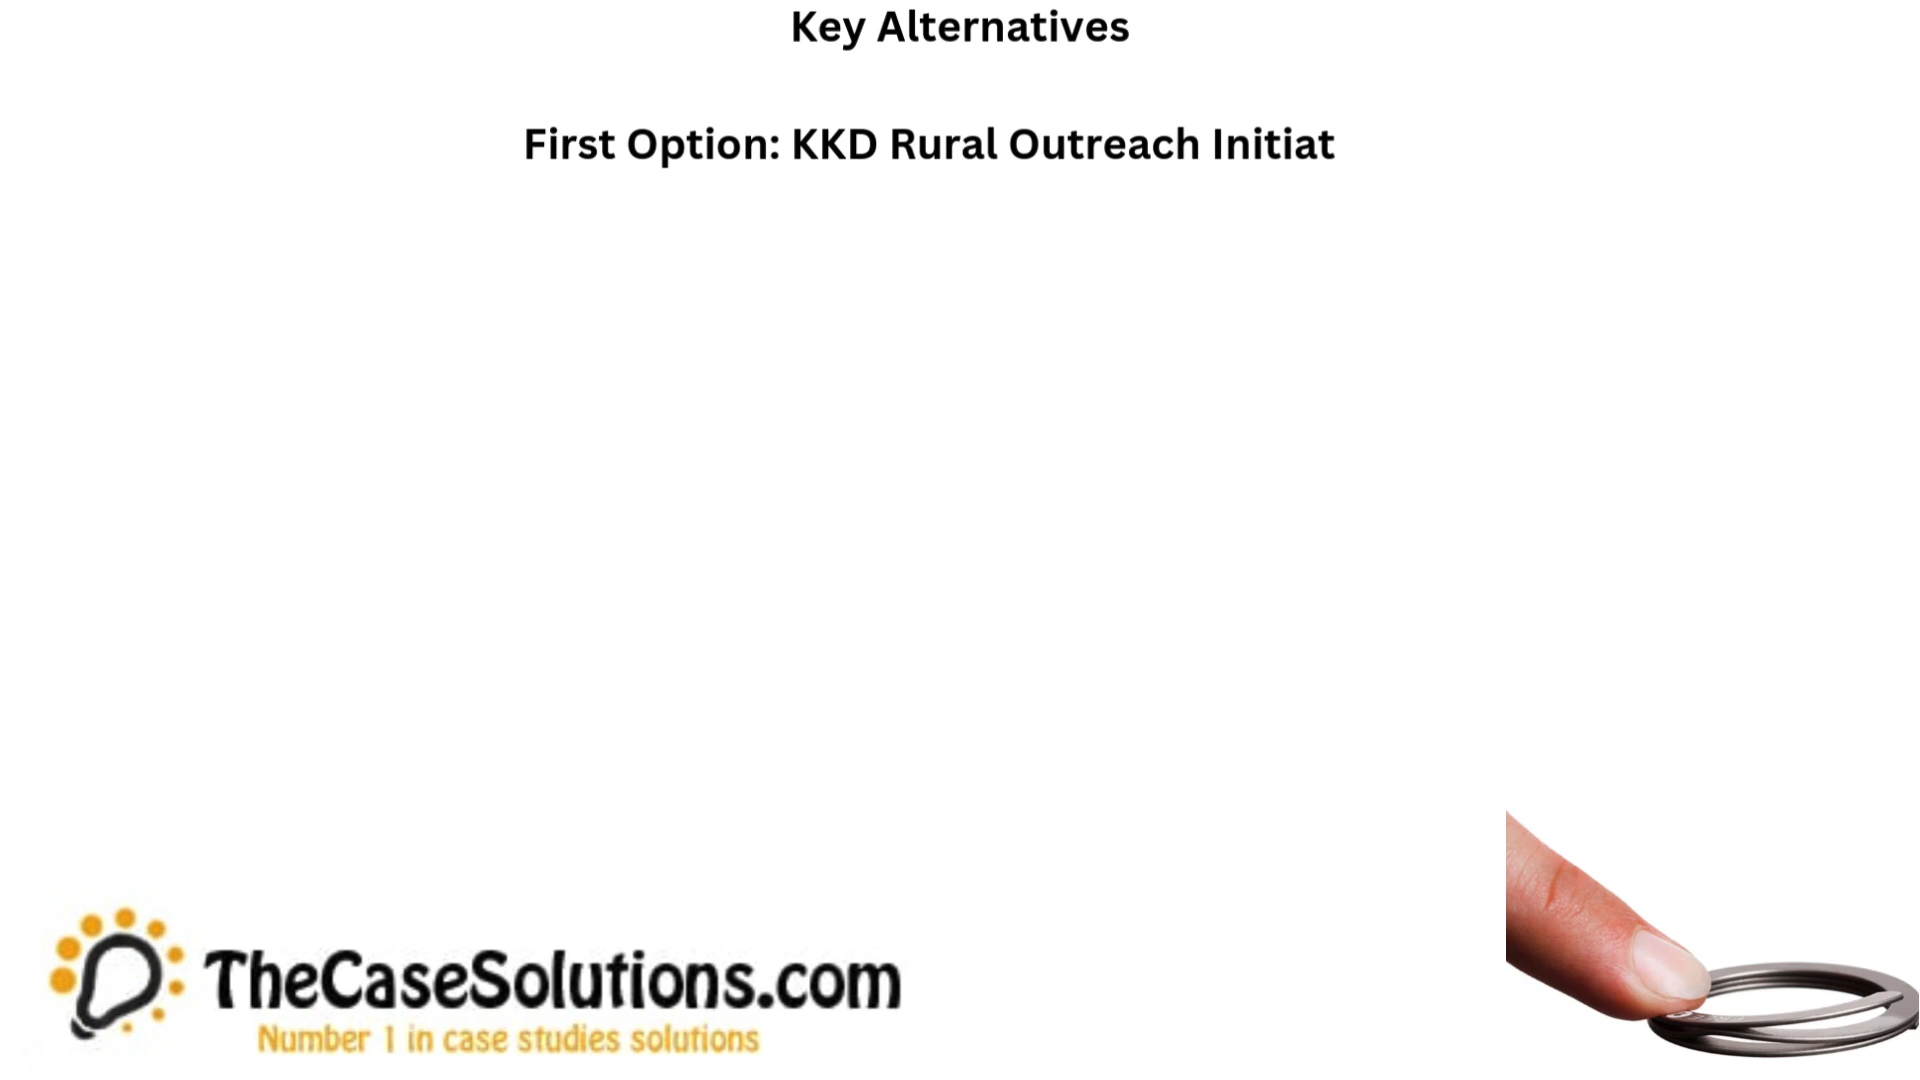 Key Alternatives
First Option: KKD Rural Outreach Initiat
TheCaseSolutions.com
Number 1 in case studies solutions